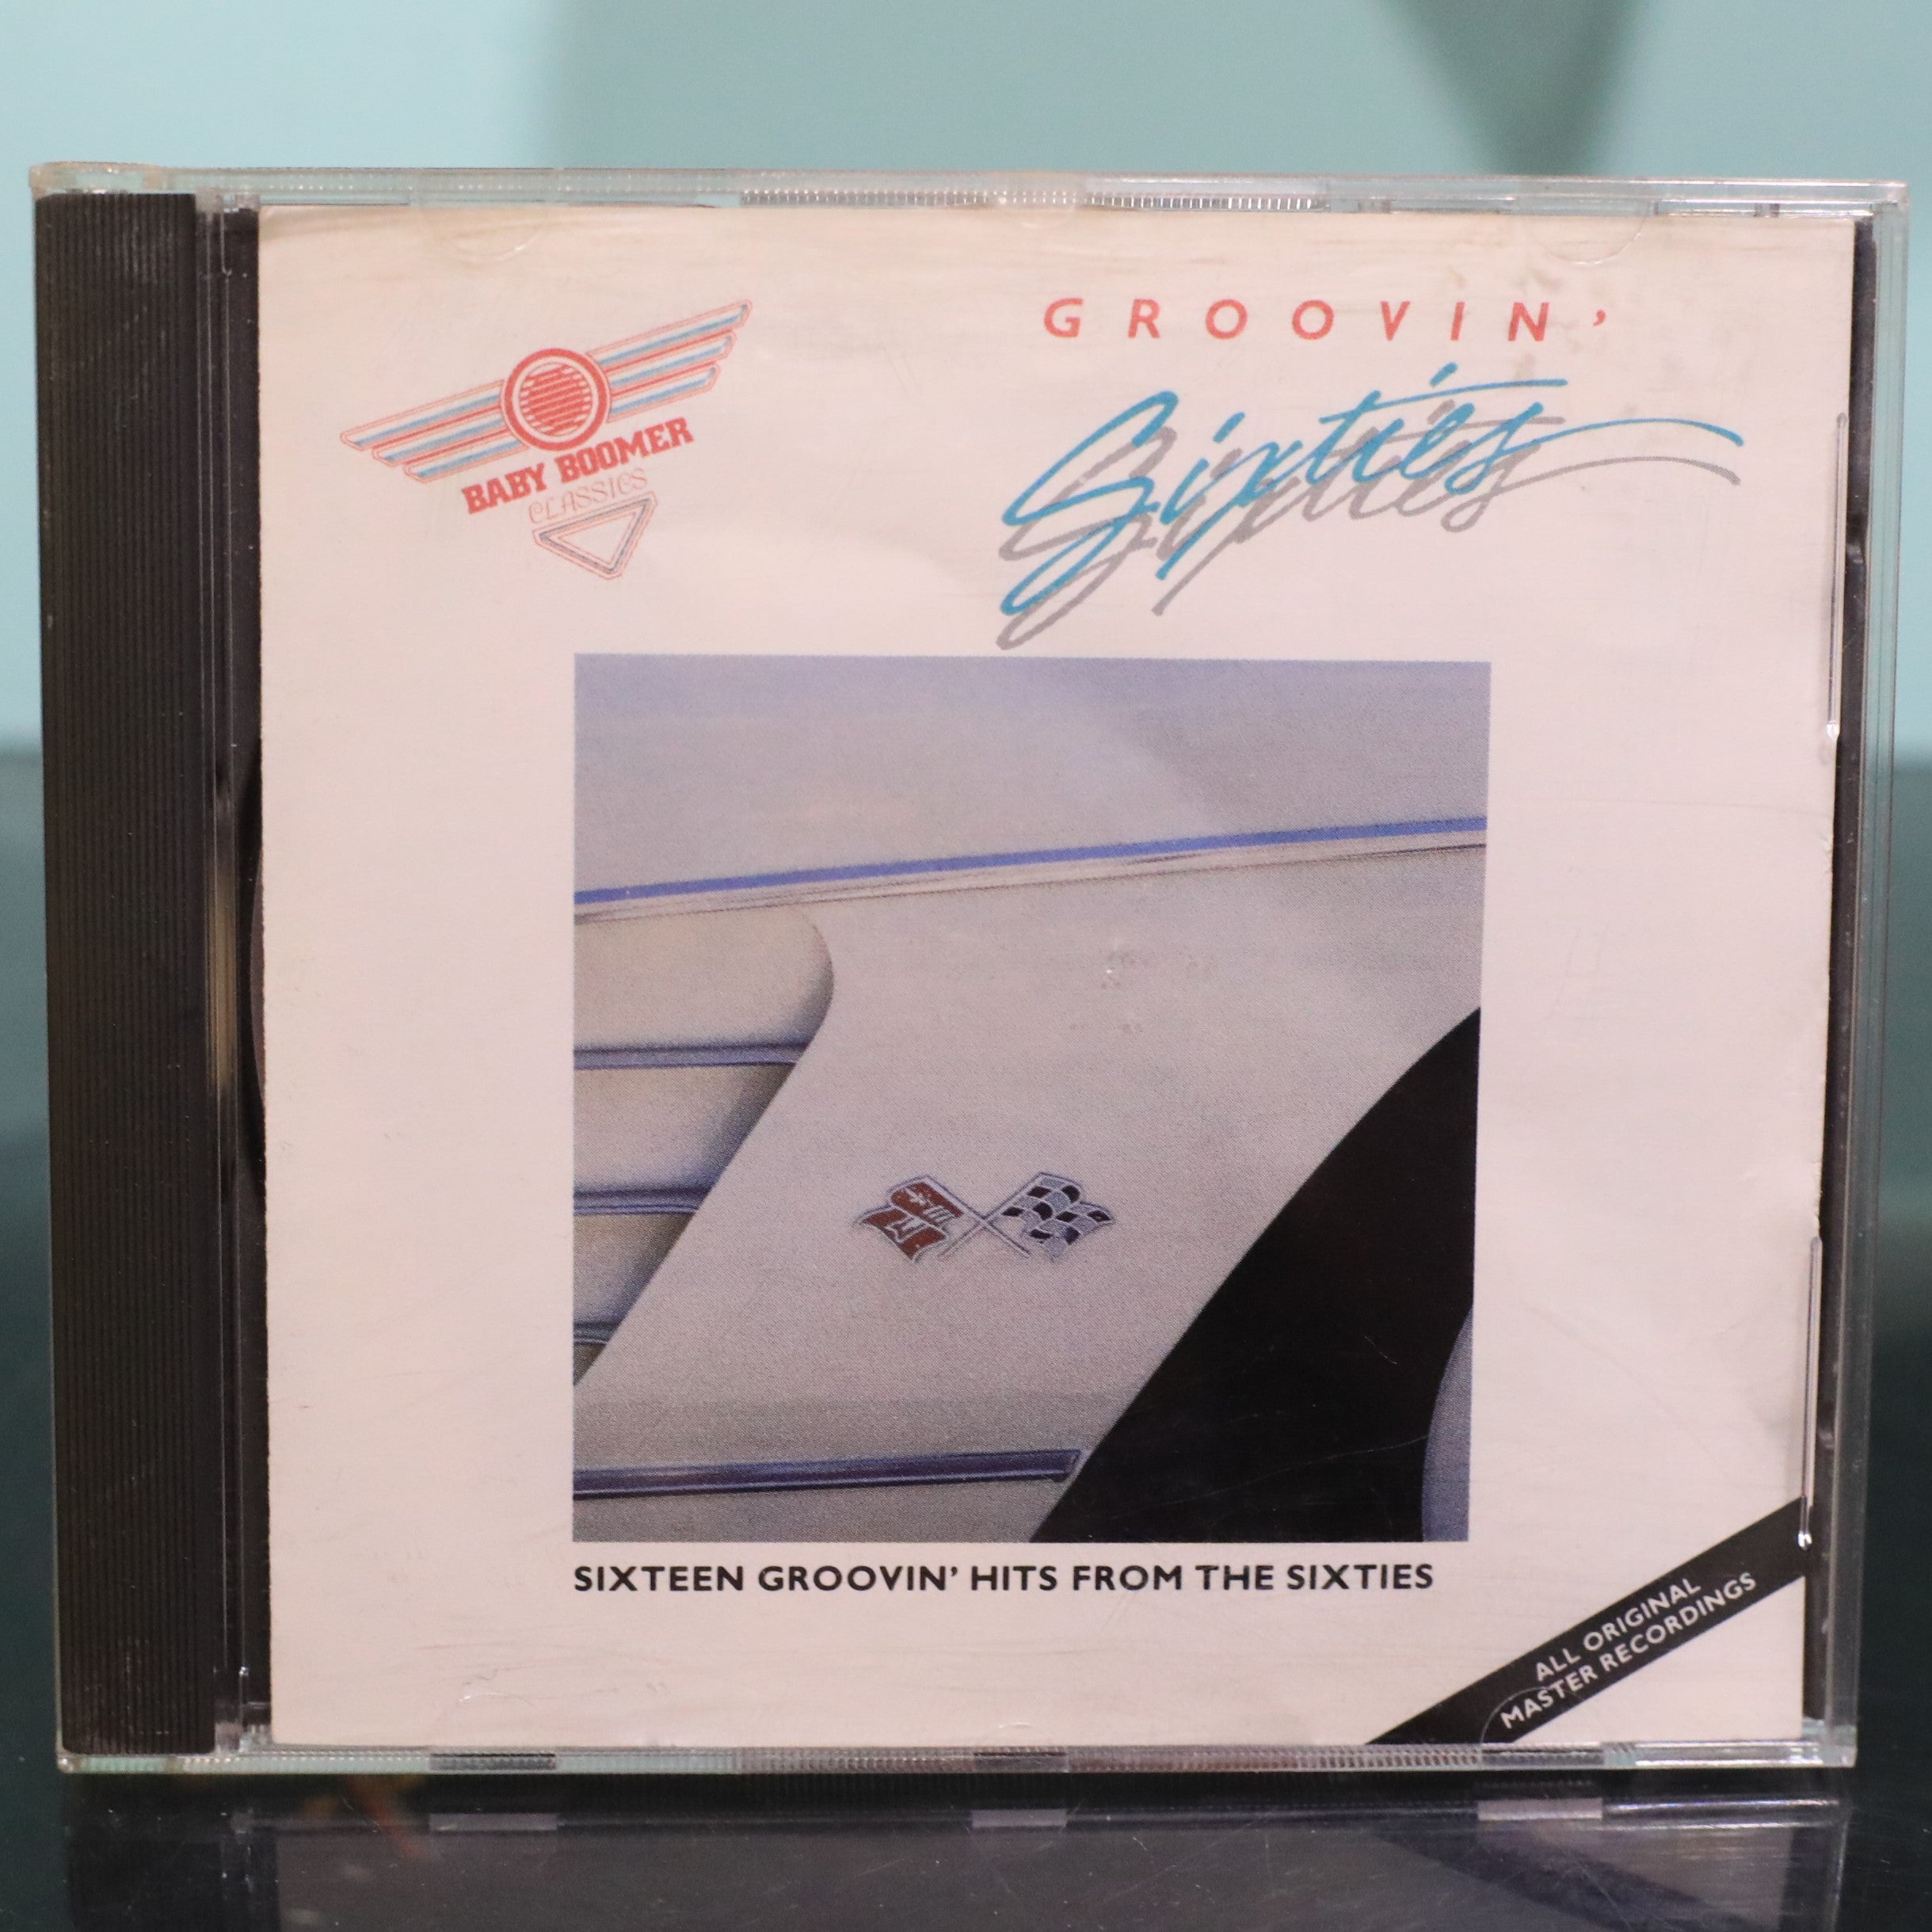 BABY BOOMER
CLASSICS
GROOVIN'
Sixties
SIXTEEN GROOVIN' HITS FROM THE SIXTIES
ALL ORIGINAL
MASTER RECORDINGS